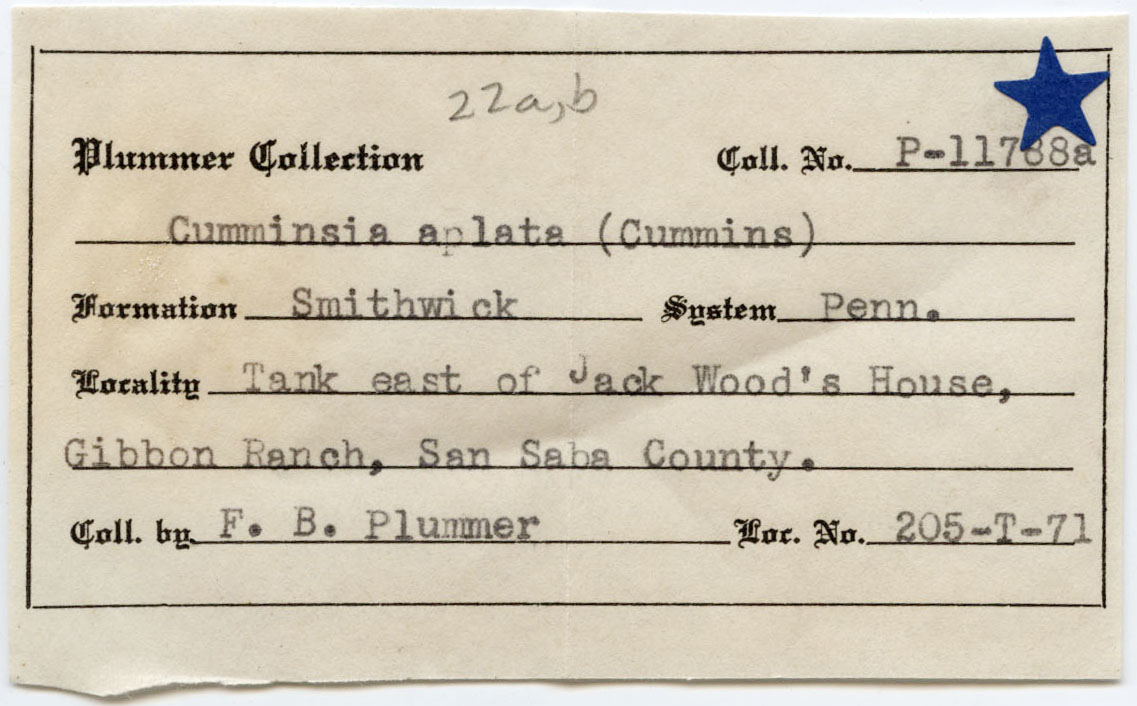 22a,b
Plummer Collection Coll. No. P-11788a
Cumminsia aplata (Cummins)
Formation Smithwick System Penn.
Locality Tank east of Jack Wood's House,
Gibbon Ranch, San Saba County.
Coll. by F. B. Plummer Loc. No. 205-T-71